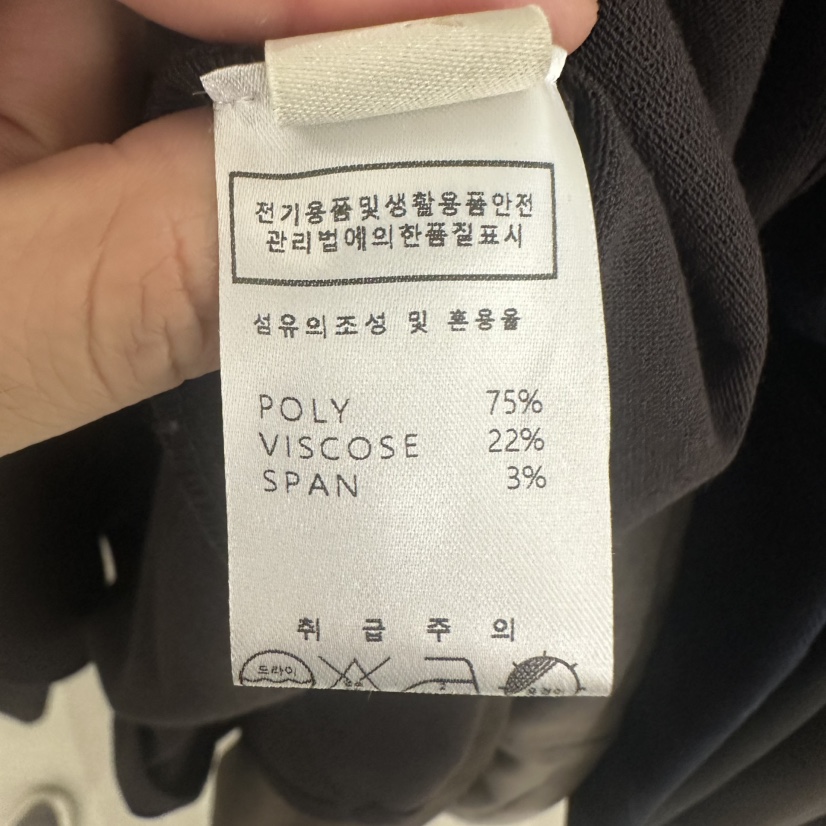 전기용품및생활용품안전
관리법에의한품질표시
섬유의조성 및 혼용율
POLY 75%
VISCOSE 22%
SPAN 3%
취급주의
드라이